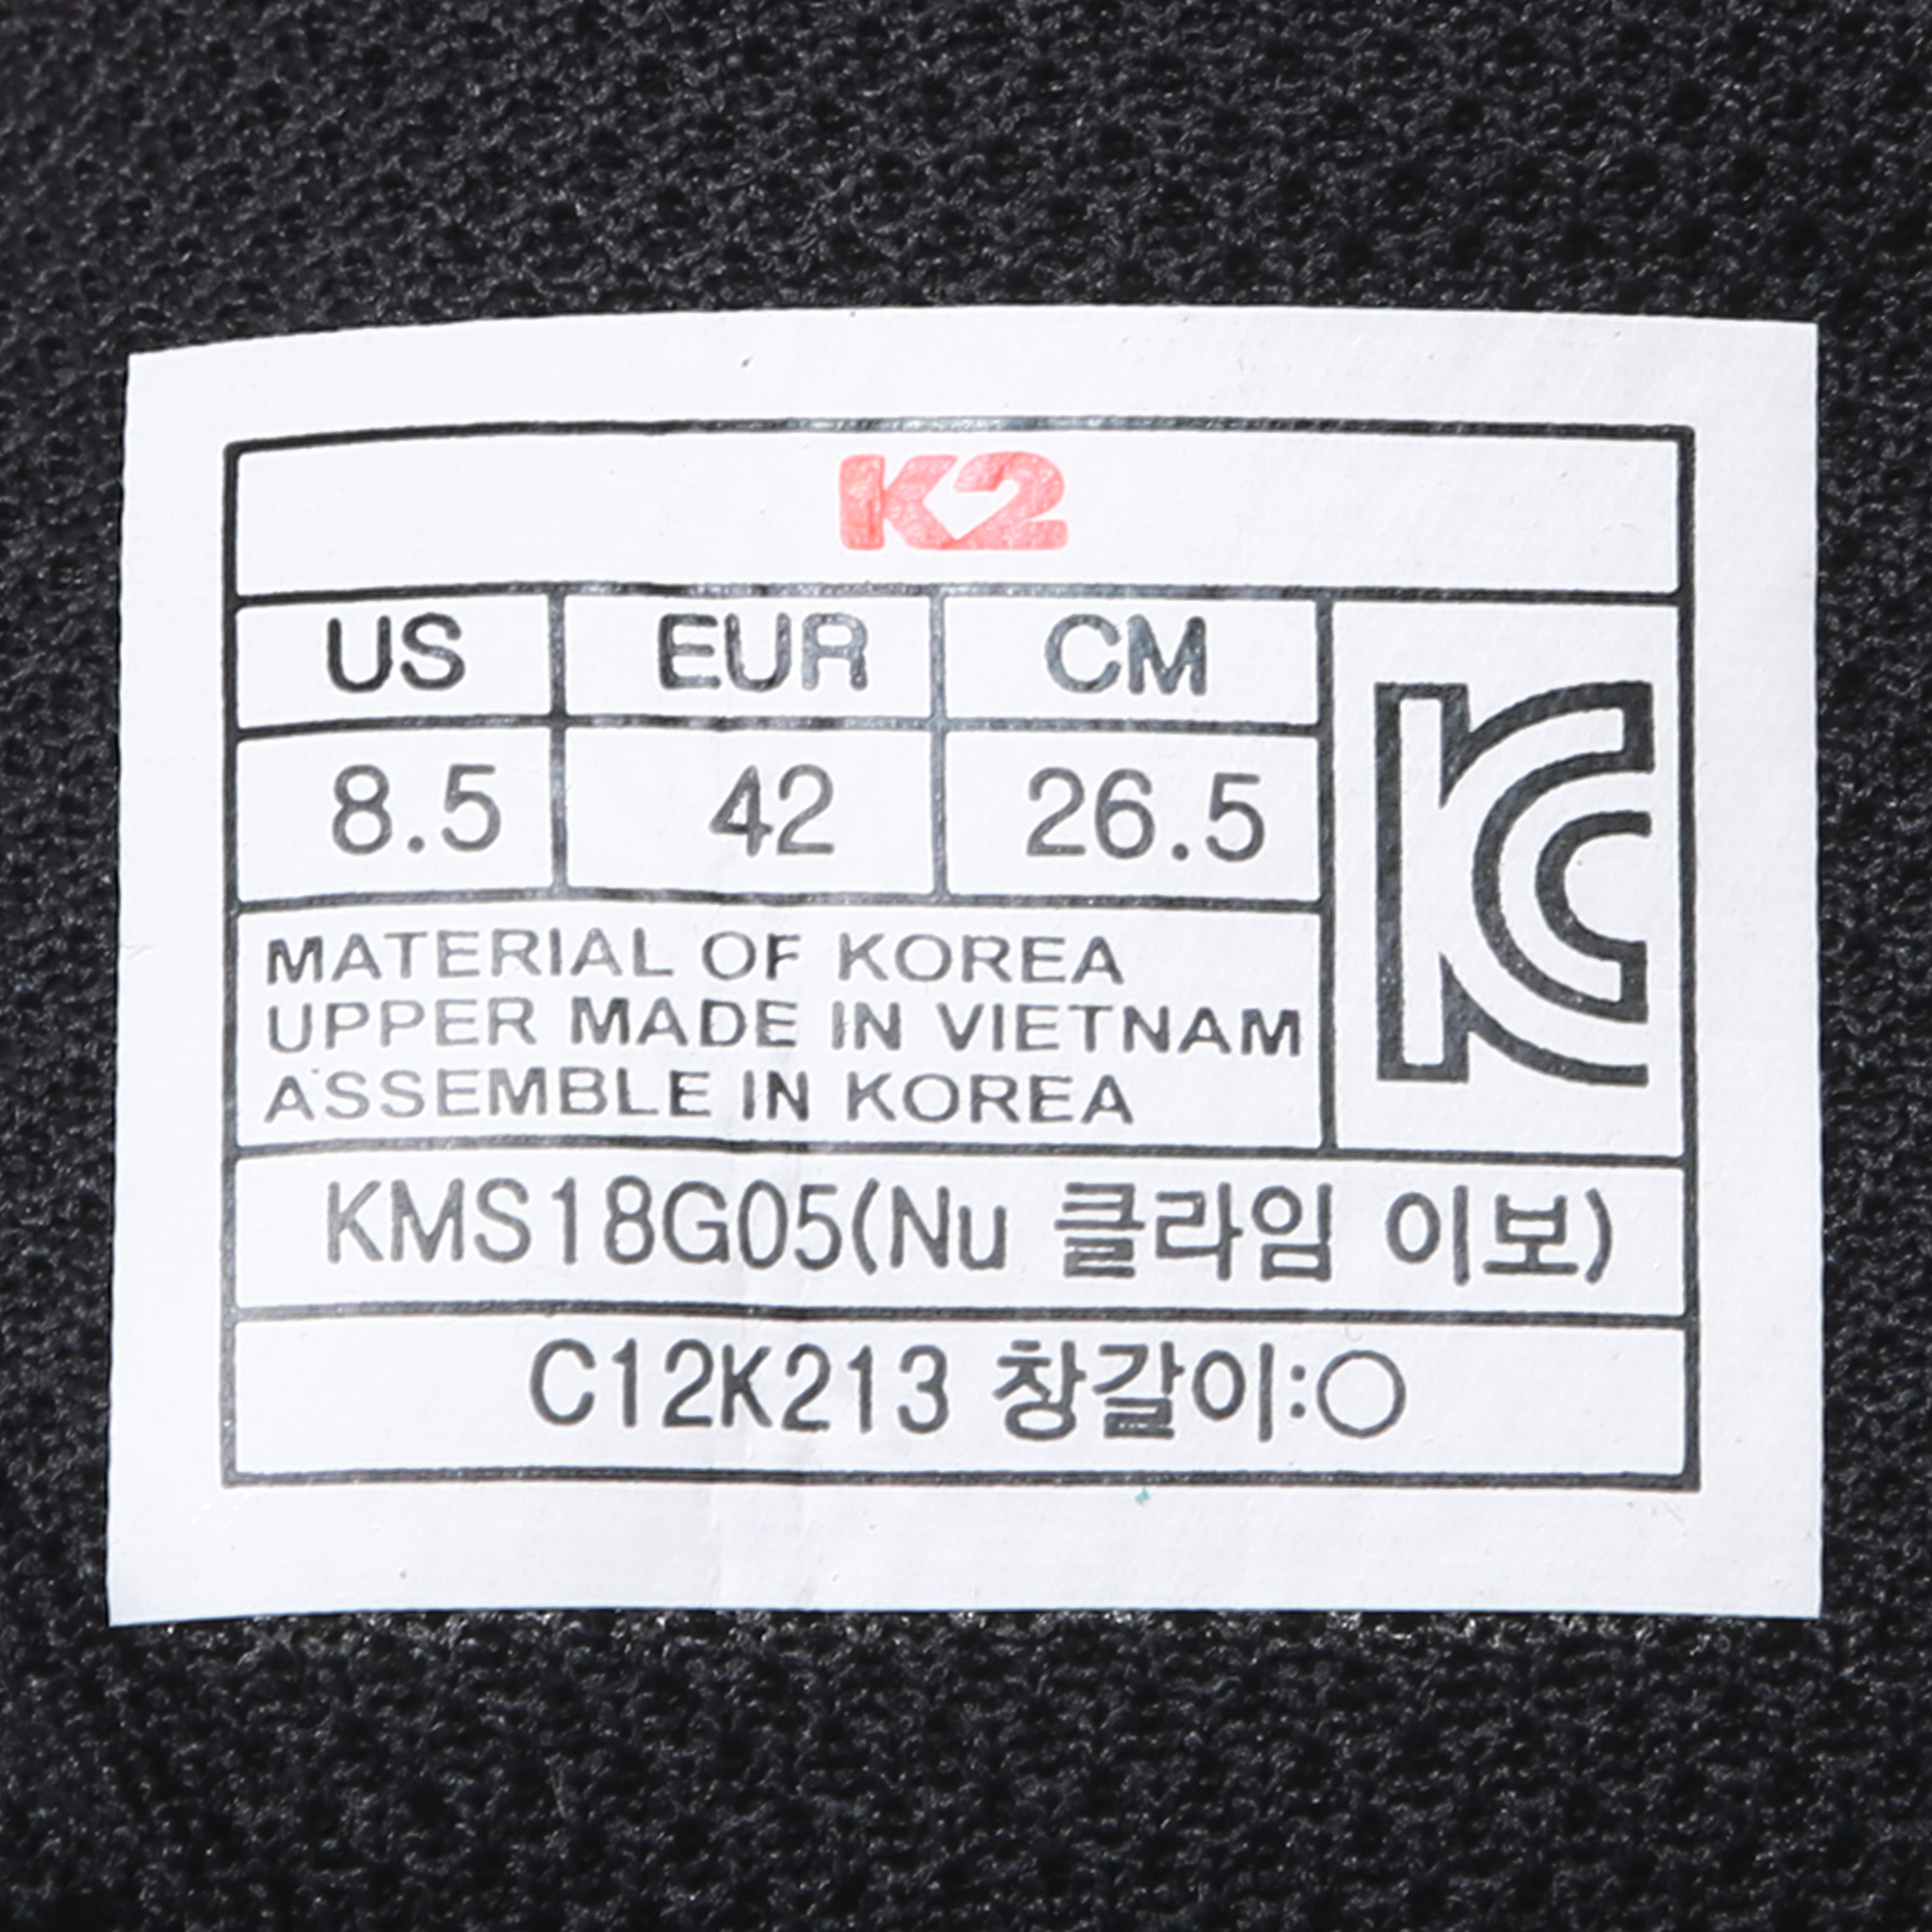 K2
US EUR CM
8.5 42 26.5
KC
MATERIAL OF KOREA
UPPER MADE IN VIETNAM
ASSEMBLE IN KOREA
KMS18G05(Nu 클라임 이보)
C12K213 창갈이:○